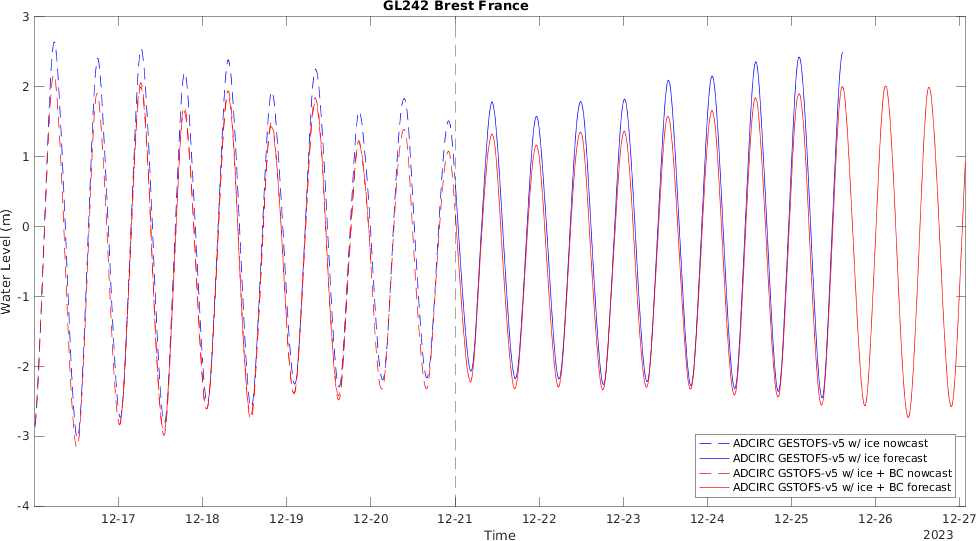 GL242 Brest France
3
2
1
0
-1
-2
-3
-4
Water Level (m)
ADCIRC GESTOFS-v5 w/ ice nowcast
ADCIRC GESTOFS-v5 w/ ice forecast
ADCIRC GSTOFS-v5 w/ ice + BC nowcast
ADCIRC GSTOFS-v5 w/ ice + BC forecast
12-17 12-18 12-19 12-20 12-21 12-22 12-23 12-24 12-25 12-26 12-27
Time
2023